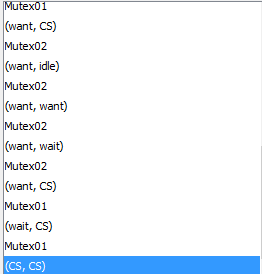 Mutex01
(want, CS)
Mutex02
(want, idle)
Mutex02
(want, want)
Mutex02
(want, wait)
Mutex02
(want, CS)
Mutex01
(wait, CS)
Mutex01
(CS, CS)